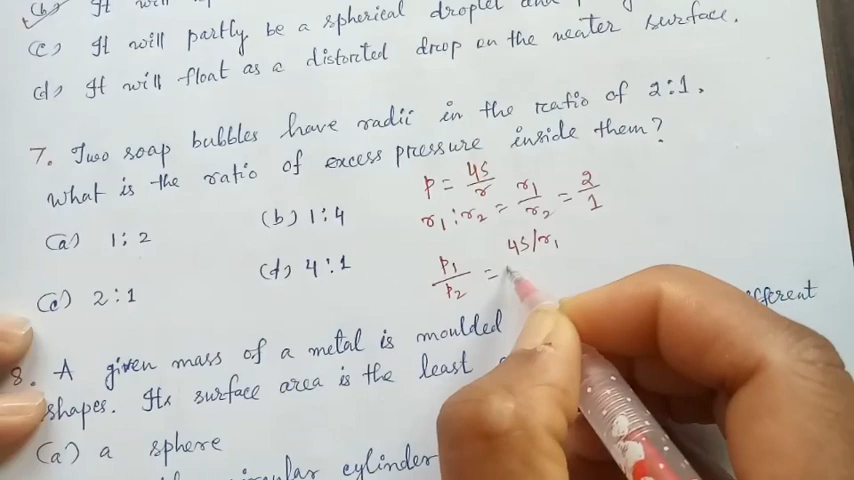 (b) It will
(c) It will partly be a spherical droplet and
(d) It will float as a distorted drop on the water surface.
7. Two soap bubbles have radii in the ratio of 2:1.
what is the ratio of excess pressure inside them?
P = 4S/r
(a) 1:2 (b) 1:4 r1:r2 = r1/r2 = 2/1
(c) 2:1 (d) 4:1 P1/P2 = 4S/r1
8. A given mass of a metal is moulded fferent
shapes. Its surface area is the least
(a) a sphere
cylinder